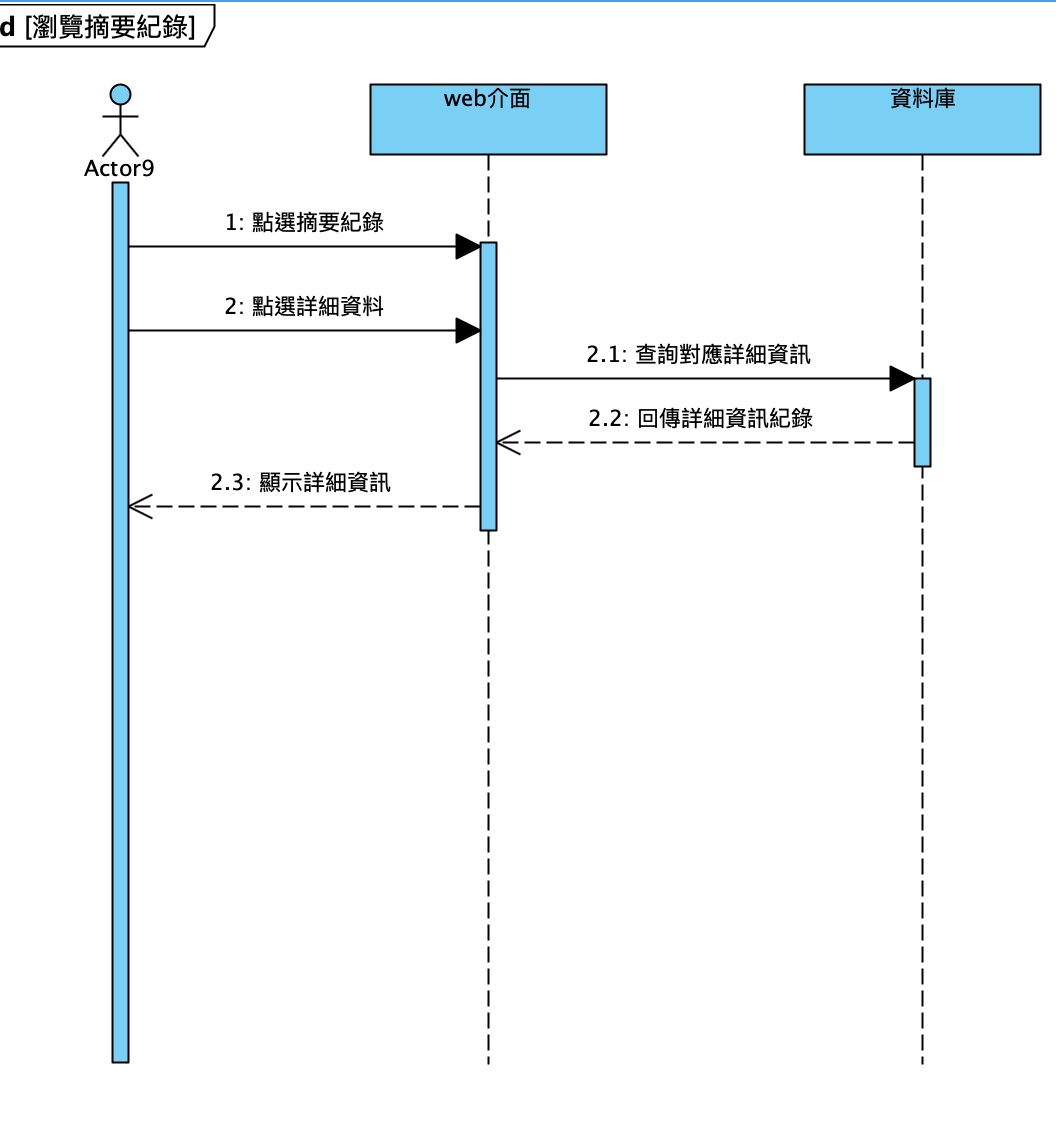 d [瀏覽摘要紀錄]
web介面
資料庫
Actor9
1: 點選摘要紀錄
2: 點選詳細資料
2.1: 查詢對應詳細資訊
2.2: 回傳詳細資訊紀錄
2.3: 顯示詳細資訊